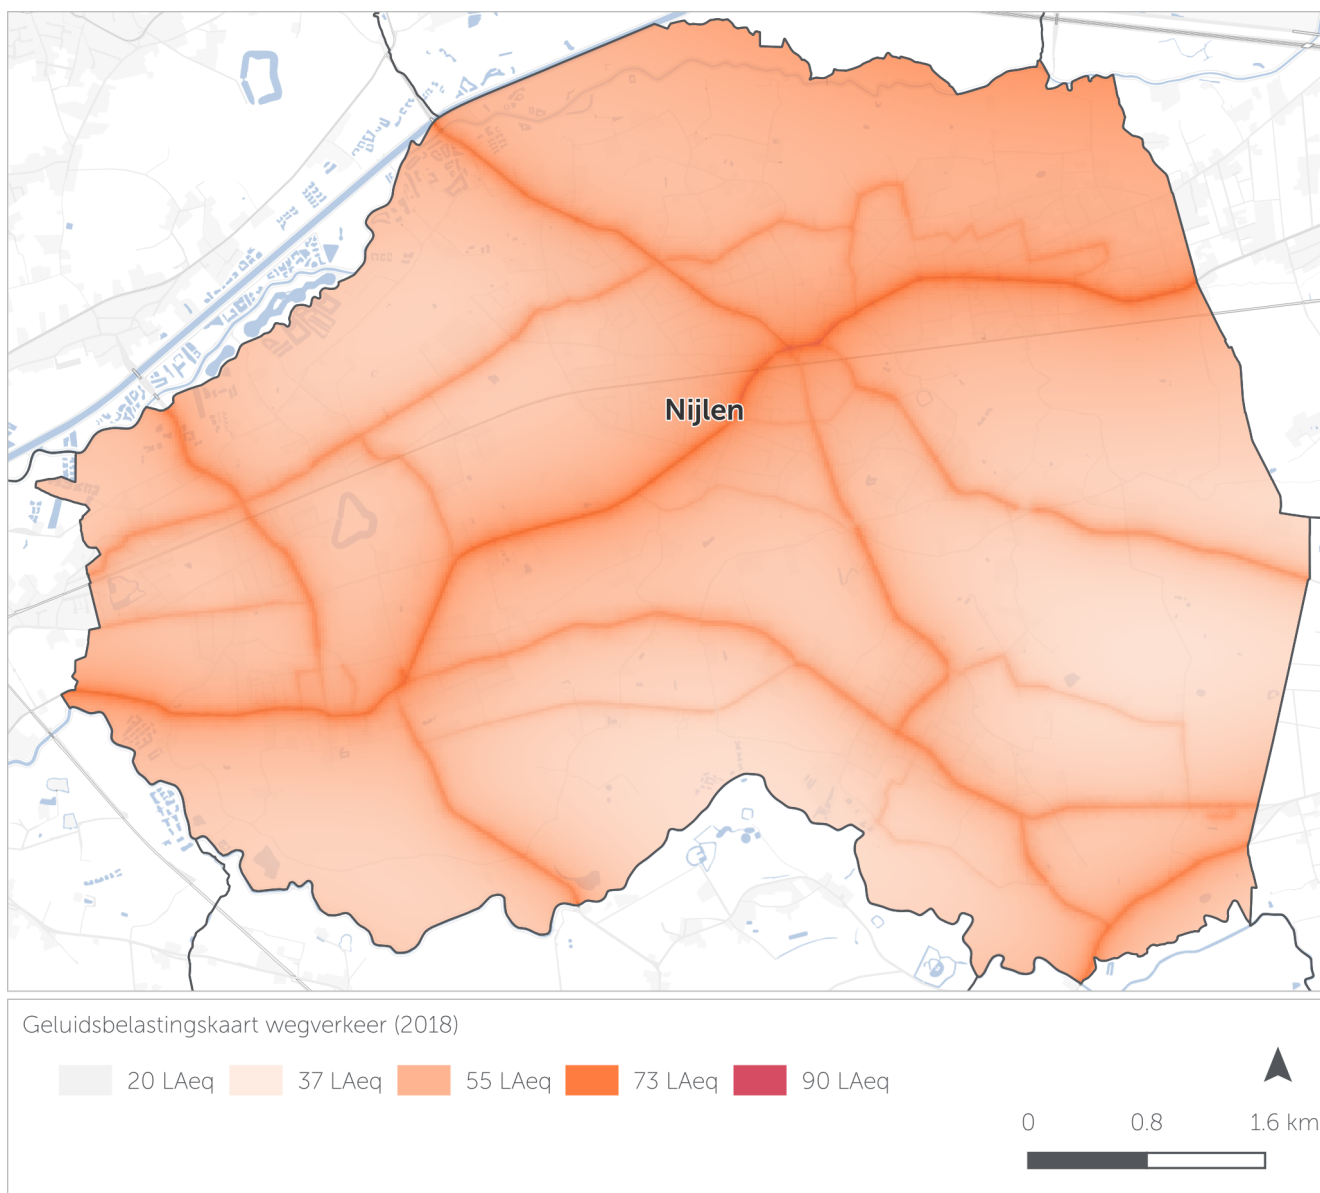 Nijlen
Geluidsbelastingskaart wegverkeer (2018)
20 LAeq 37 LAeq 55 LAeq 73 LAeq 90 LAeq
0 0.8 1.6 km